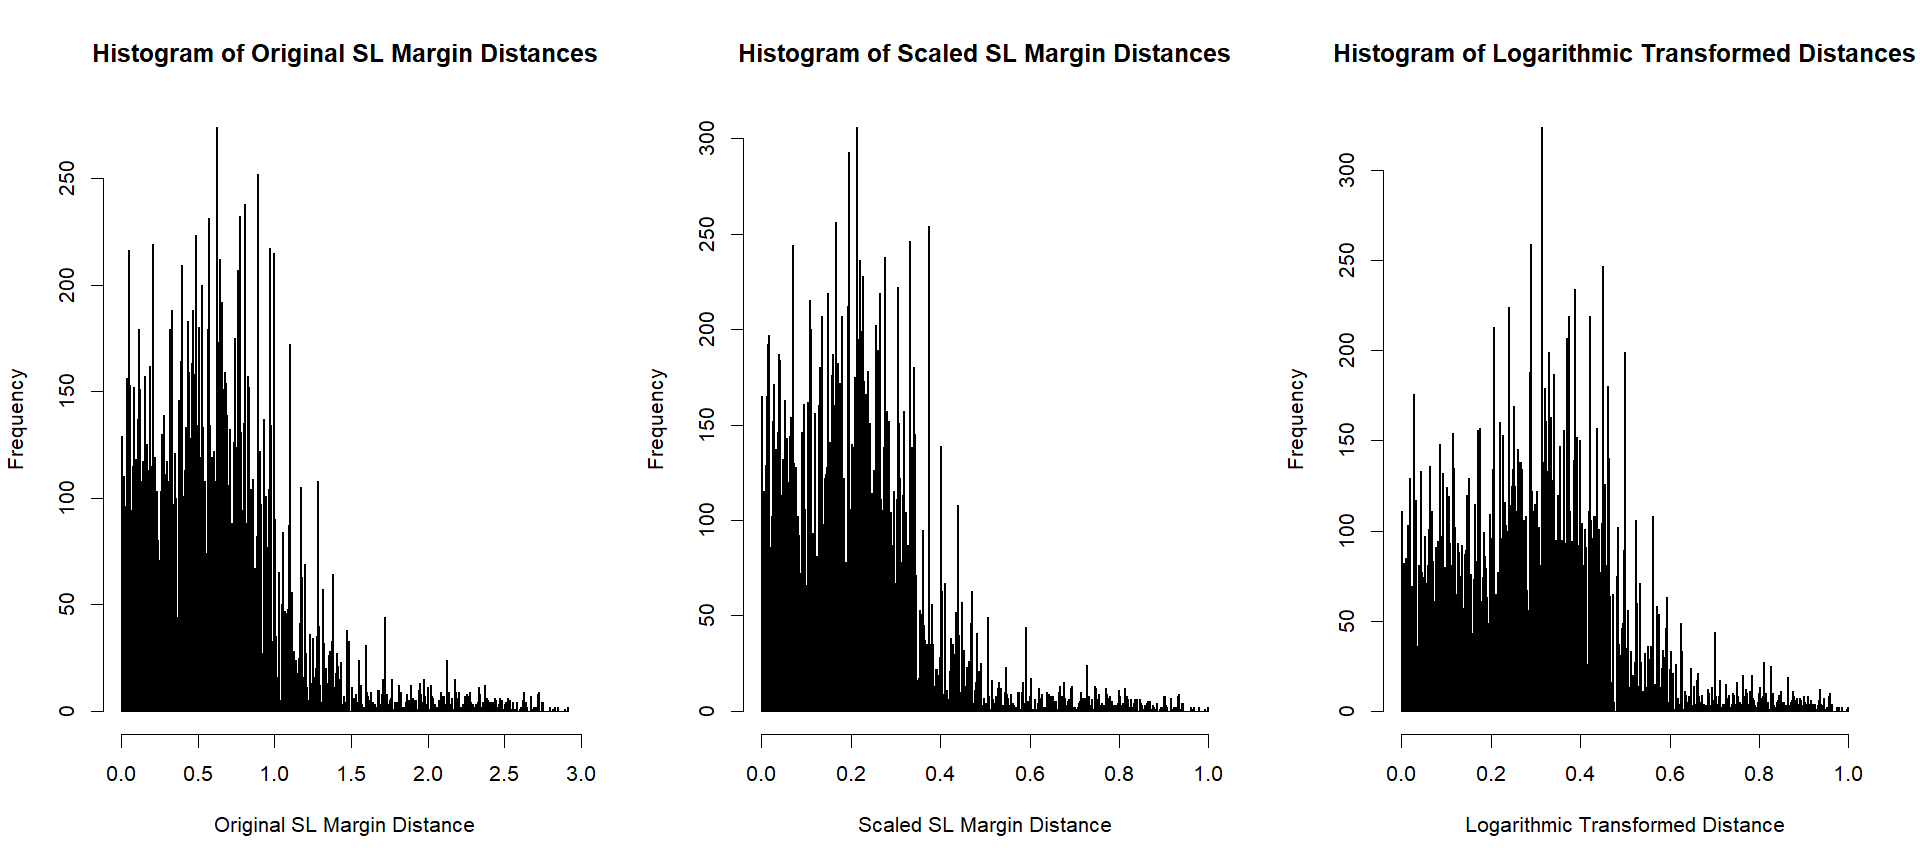 Histogram of Original SL Margin Distances
Frequency
0
50
100
150
200
250
0.0 0.5 1.0 1.5 2.0 2.5 3.0
Original SL Margin Distance
Histogram of Scaled SL Margin Distances
Frequency
0
50
100
150
200
250
300
0.0 0.2 0.4 0.6 0.8 1.0
Scaled SL Margin Distance
Histogram of Logarithmic Transformed Distances
Frequency
0
50
100
150
200
250
300
0.0 0.2 0.4 0.6 0.8 1.0
Logarithmic Transformed Distance